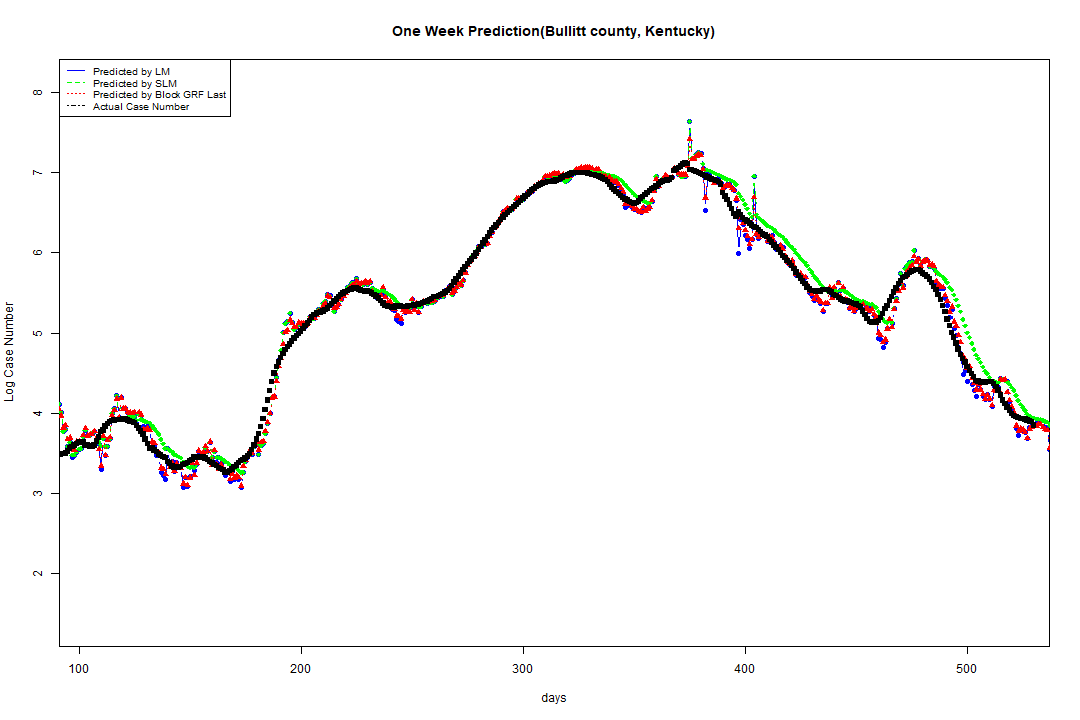 One Week Prediction(Bullitt county, Kentucky)
Predicted by LM
Predicted by SLM
Predicted by Block GRF Last
Actual Case Number
8
7
6
5
4
3
2
Log Case Number
100 200 300 400 500
days